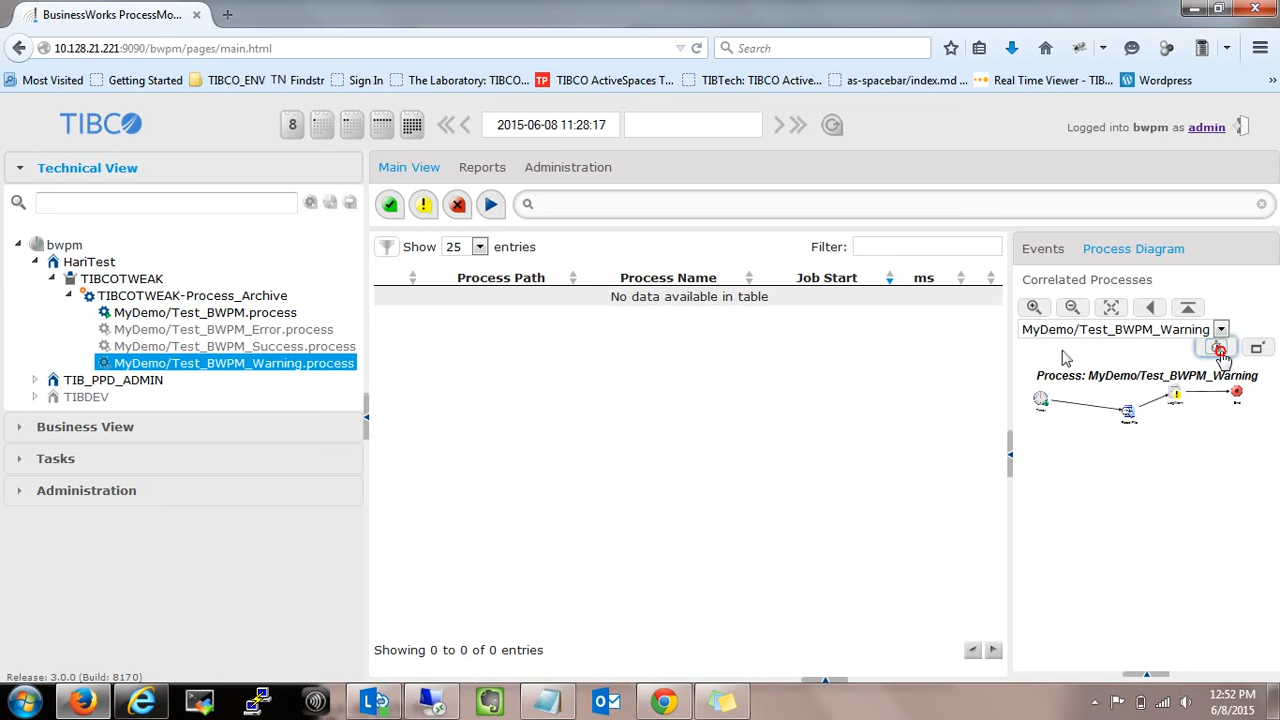 BusinessWorks ProcessMo...
10.128.21.221:9090/bwpm/pages/main.html
Search
Most Visited
Getting Started
TIBCO_ENV
TN Findstr
Sign In
The Laboratory: TIBCO...
TP TIBCO ActiveSpaces T...
TIBTech: TIBCO Active...
as-spacebar/index.md ...
Real Time Viewer - TIB...
Wordpress
TIBCO
8
2015-06-08 11:28:17
Logged into bwpm as admin
Technical View
Main View
Reports
Administration
bwpm
HariTest
TIBCOTWEAK
TIBCOTWEAK-Process_Archive
MyDemo/Test_BWPM.process
MyDemo/Test_BWPM_Error.process
MyDemo/Test_BWPM_Success.process
MyDemo/Test_BWPM_Warning.process
TIB_PPD_ADMIN
TIBDEV
Business View
Tasks
Administration
Show 25 entries
Filter:
Process Path
Process Name
Job Start
ms
No data available in table
Showing 0 to 0 of 0 entries
Events
Process Diagram
Correlated Processes
MyDemo/Test_BWPM_Warning
Process: MyDemo/Test_BWPM_Warning
Release: 3.0.0 (Build: 8170)
12:52 PM
6/8/2015